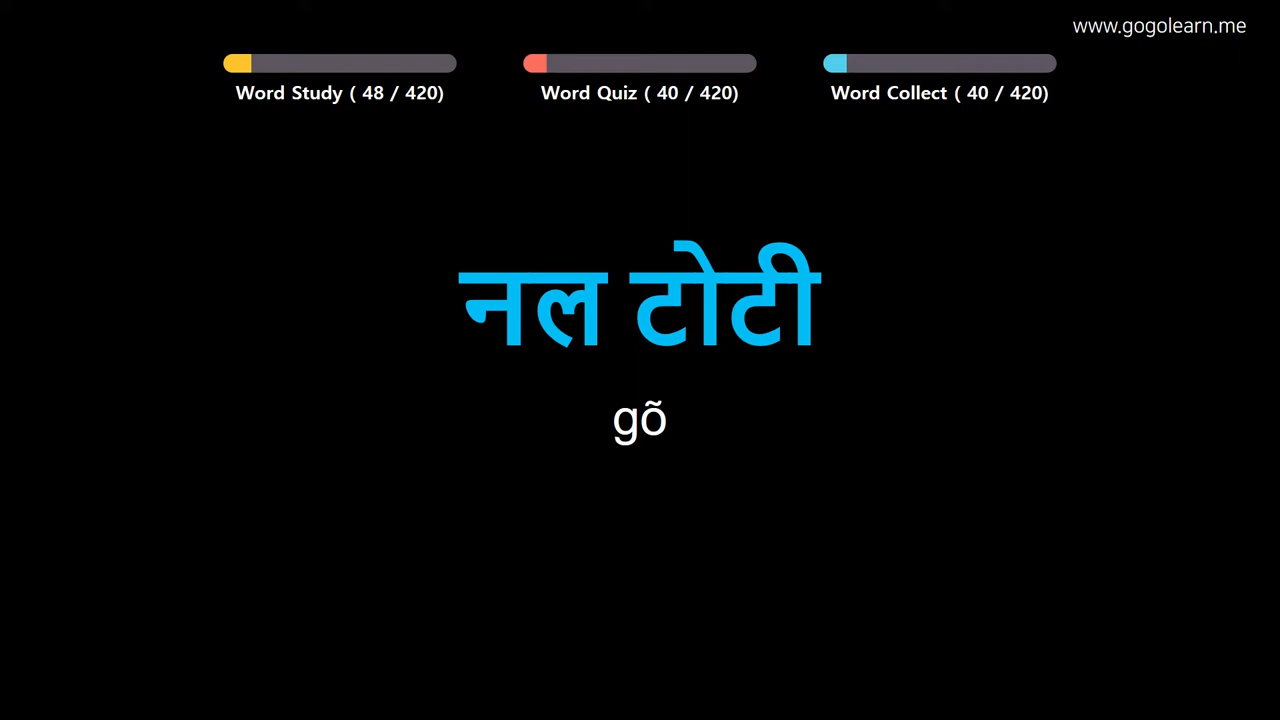 www.gogolearn.me
Word Study ( 48 / 420)
Word Quiz ( 40 / 420)
Word Collect ( 40 / 420)
नल टोटी
gõ